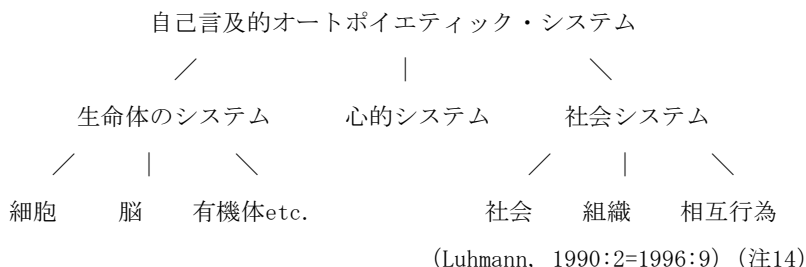 自己言及的オートポイエティック・システム
／ ｜ ＼
生命体のシステム 心的システム 社会システム
／ ｜ ＼ ／ ｜ ＼
細胞 脳 有機体etc. 社会 組織 相互行為
(Luhmann, 1990:2=1996:9) (注14)